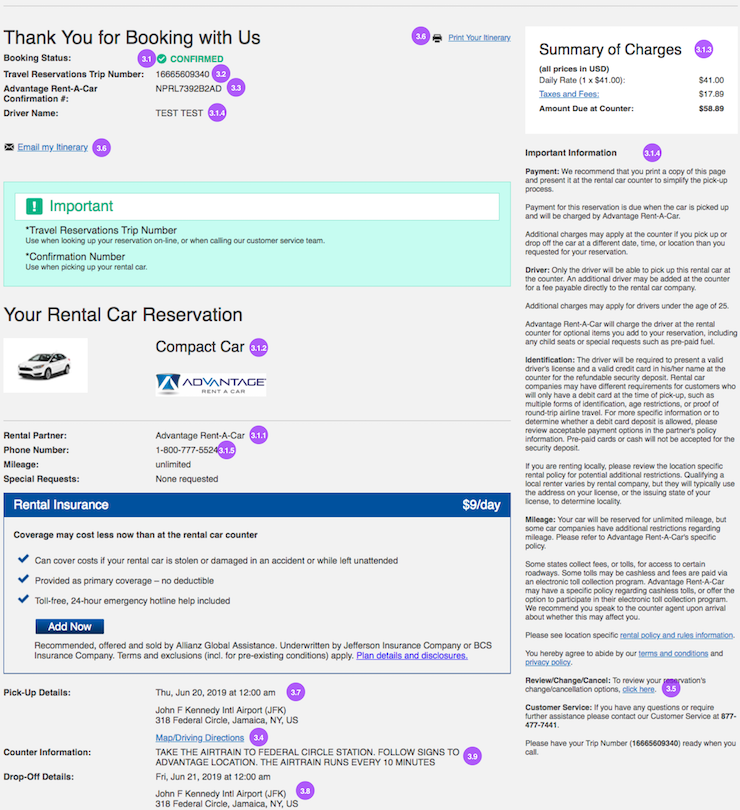 Thank You for Booking with Us
3.6 Print Your Itinerary
Booking Status: 3.1 CONFIRMED
Travel Reservations Trip Number: 16665609340 3.2
Advantage Rent-A-Car
Confirmation #: NPRL7392B2AD 3.3
Driver Name: TEST TEST 3.1.4
Email my Itinerary 3.6
! Important
*Travel Reservations Trip Number
Use when looking up your reservation on-line, or when calling our customer service team.
*Confirmation Number
Use when picking up your rental car.
Your Rental Car Reservation
Compact Car 3.1.2
ADVANTAGE
RENT A CAR
Rental Partner: Advantage Rent-A-Car 3.1.1
Phone Number: 1-800-777-5524 3.1.5
Mileage: unlimited
Special Requests: None requested
Rental Insurance $9/day
Coverage may cost less now than at the rental car counter
Can cover costs if your rental car is stolen or damaged in an accident or while left unattended
Provided as primary coverage – no deductible
Toll-free, 24-hour emergency hotline help included
Add Now
Recommended, offered and sold by Allianz Global Assistance. Underwritten by Jefferson Insurance Company or BCS
Insurance Company. Terms and exclusions (incl. for pre-existing conditions) apply. Plan details and disclosures.
Pick-Up Details: Thu, Jun 20, 2019 at 12:00 am 3.7
John F Kennedy Intl Airport (JFK)
318 Federal Circle, Jamaica, NY, US
Map/Driving Directions 3.4
Counter Information: TAKE THE AIRTRAIN TO FEDERAL CIRCLE STATION. FOLLOW SIGNS TO
ADVANTAGE LOCATION. THE AIRTRAIN RUNS EVERY 10 MINUTES 3.9
Drop-Off Details: Fri, Jun 21, 2019 at 12:00 am
John F Kennedy Intl Airport (JFK) 3.8
318 Federal Circle, Jamaica, NY, US
Summary of Charges 3.1.3
(all prices in USD)
Daily Rate (1 x $41.00): $41.00
Taxes and Fees: $17.89
Amount Due at Counter: $58.89
Important Information 3.1.4
Payment: We recommend that you print a copy of this page
and present it at the rental car counter to simplify the pick-up
process.
Payment for this reservation is due when the car is picked up
and will be charged by Advantage Rent-A-Car.
Additional charges may apply at the counter if you pick up or
drop off the car at a different date, time, or location than you
requested for your reservation.
Driver: Only the driver will be able to pick up this rental car at
the counter. An additional driver may be added at the counter
for a fee payable directly to the rental car company.
Additional charges may apply for drivers under the age of 25.
Advantage Rent-A-Car will charge the driver at the rental
counter for optional items you add to your reservation, including
any child seats or special requests such as pre-paid fuel.
Identification: The driver will be required to present a valid
driver's license and a valid credit card in his/her name at the
counter for the refundable security deposit. Rental car
companies may have different requirements for customers who
will only have a debit card at the time of pick-up, such as
multiple forms of identification, age restrictions, or proof of
round-trip airline travel. For more specific information or to
determine whether a debit card deposit is allowed, please
review acceptable payment options in the partner's policy
information. Pre-paid cards or cash will not be accepted for the
security deposit.
If you are renting locally, please review the location specific
rental policy for potential additional restrictions. Qualifying a
local renter varies by rental company, but they will typically use
the address on your license, or the issuing state of your
license, to determine locality.
Mileage: Your car will be reserved for unlimited mileage, but
some car companies have additional restrictions regarding
mileage. Please refer to Advantage Rent-A-Car's specific
policy.
Some states collect fees, or tolls, for access to certain
roadways. Some tolls may be cashless and fees are paid via
an electronic toll collection program. Advantage Rent-A-Car
may have a specific policy regarding cashless tolls, or offer the
option to participate in their electronic toll collection program.
We recommend you speak to the counter agent upon arrival
about whether this may affect you.
Please see location specific rental policy and rules information.
You hereby agree to abide by our terms and conditions and
privacy policy.
Review/Change/Cancel: To review your reservation's
change/cancellation options, click here. 3.5
Customer Service: If you have any questions or require
further assistance please contact our Customer Service at 877-
477-7441.
Please have your Trip Number (16665609340) ready when you
call.